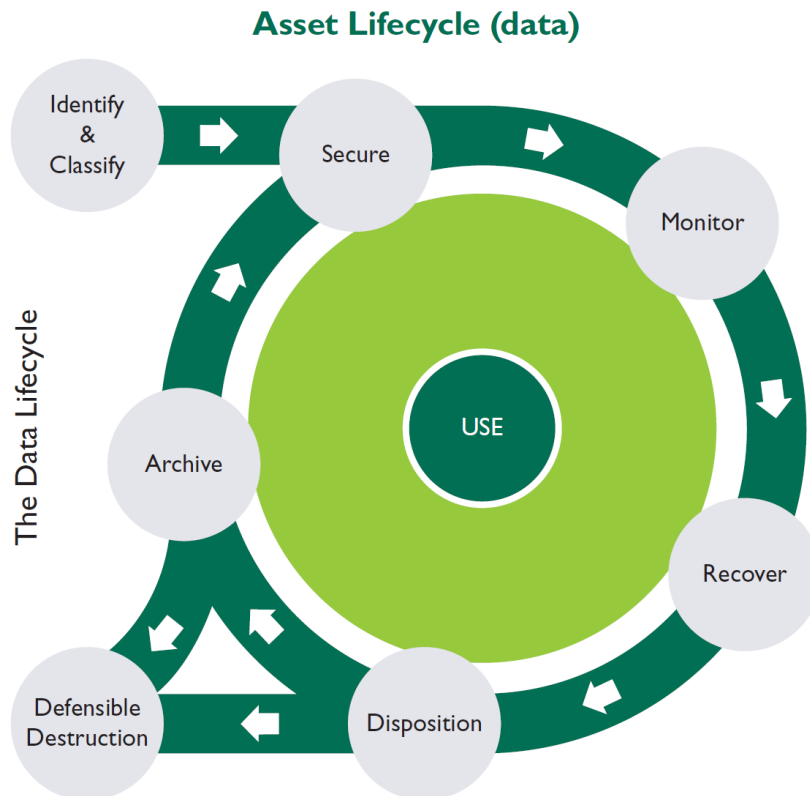 Asset Lifecycle (data)
Identify
&
Classify
Secure
Monitor
The Data Lifecycle
USE
Archive
Recover
Defensible
Destruction
Disposition